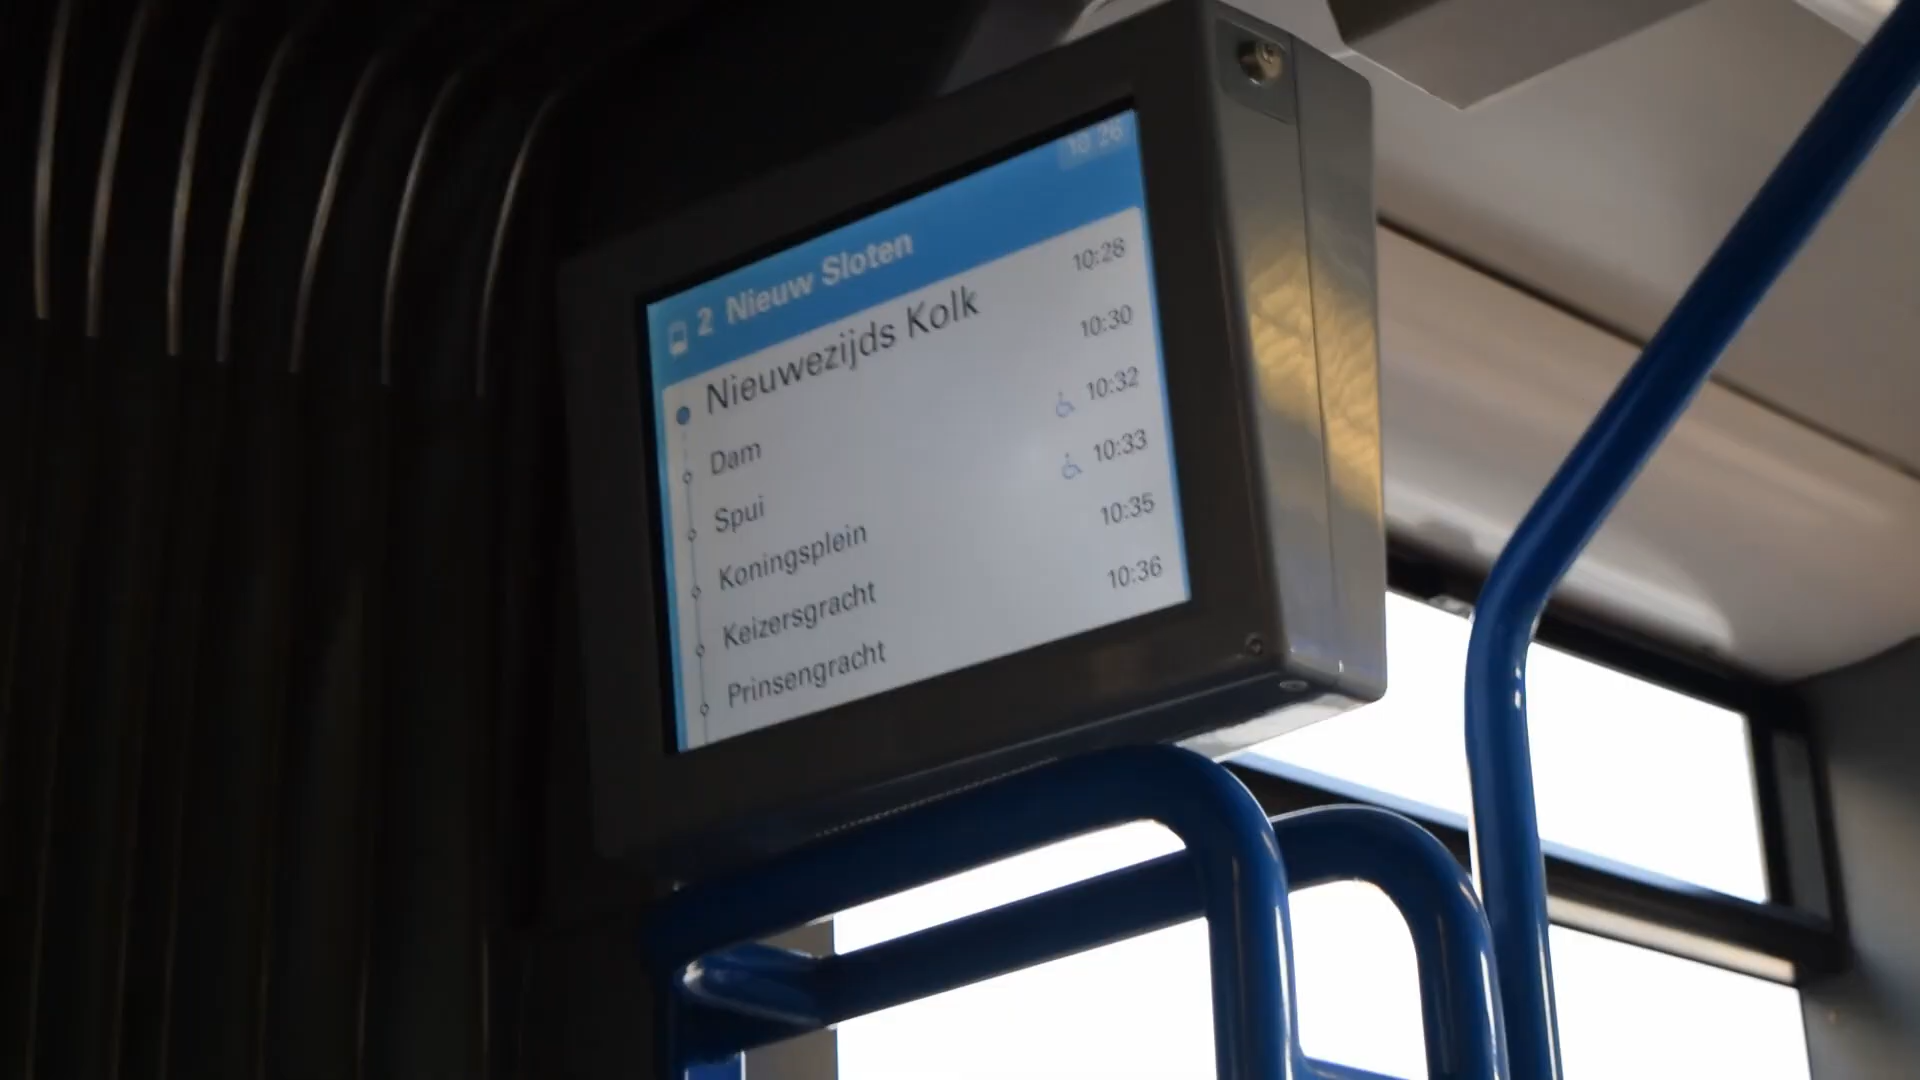 10:26
2 Nieuw Sloten
Nieuwezijds Kolk 10:28
Dam 10:30
Spui 10:32
Koningsplein 10:33
Keizersgracht 10:35
Prinsengracht 10:36